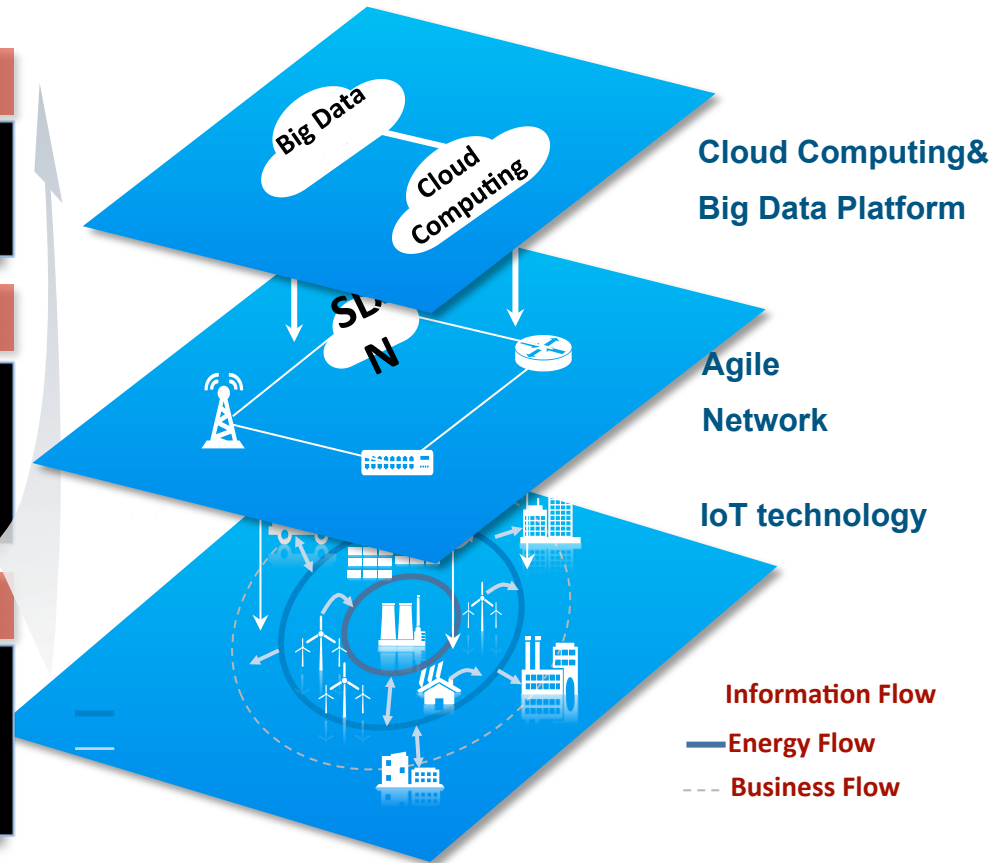 Big Data
Cloud
Computing
Cloud Computing&
Big Data Platform
N
Agile
Network
IoT technology
Information Flow
Energy Flow
Business Flow